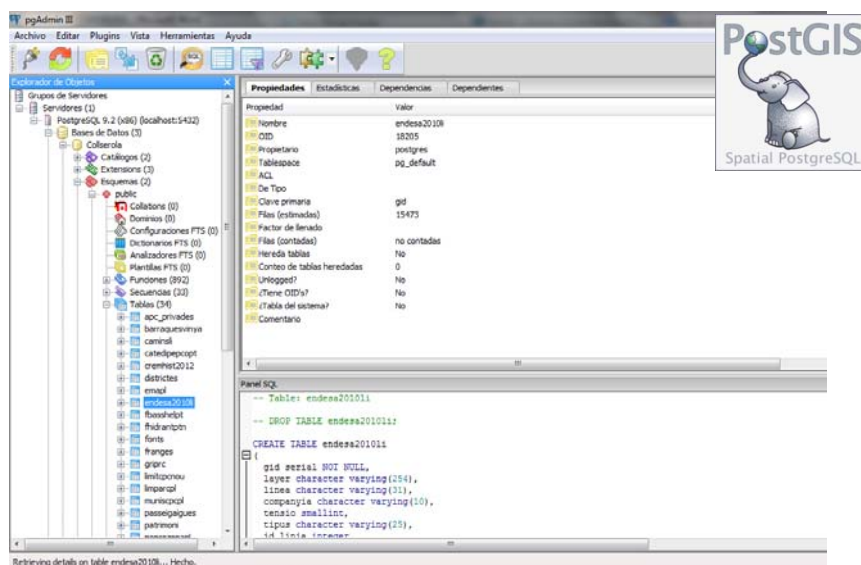 pgAdmin III
Archivo Editar Plugins Vista Herramientas Ayuda
SQL
PostGIS
Spatial PostgreSQL
Explorador de Objetos
Grupos de Servidores
Servidores (1)
PostgreSQL 9.2 (x86) (localhost:5432)
Bases de Datos (3)
Collserola
Catálogos (2)
Extensions (3)
Esquemas (2)
public
Collations (0)
Dominios (0)
Configuraciones FTS (0)
Dictionarios FTS (0)
Analizadores FTS (0)
Plantillas FTS (0)
Funciones (892)
Secuencias (33)
Tablas (34)
apc_privades
barraquesvinya
caminsli
catedipepcopt
cremhist2012
districtes
emapl
endesa2010li
fbasshelpt
fhidrantptn
fonts
franges
griprc
limitcpcnou
limparcpl
muniscpcpl
passeigaigues
patrimoni
Propiedades Estadísticas Dependencias Dependientes
Propiedad Valor
Nombre endesa2010li
OID 18205
Propietario postgres
Tablespace pg_default
ACL
De Tipo
Clave primaria gid
Filas (estimadas) 15473
Factor de llenado
Filas (contadas) no contadas
Hereda tablas No
Conteo de tablas heredadas 0
Unlogged? No
¿Tiene OID's? No
¿Tabla del sistema? No
Comentario
Panel SQL
-- Table: endesa2010li
-- DROP TABLE endesa2010li;
CREATE TABLE endesa2010li
(
gid serial NOT NULL,
layer character varying(254),
linea character varying(31),
companyia character varying(10),
tensio smallint,
tipus character varying(25),
id_linia integer,
Retrieving details on table endesa2010li... Hecho.